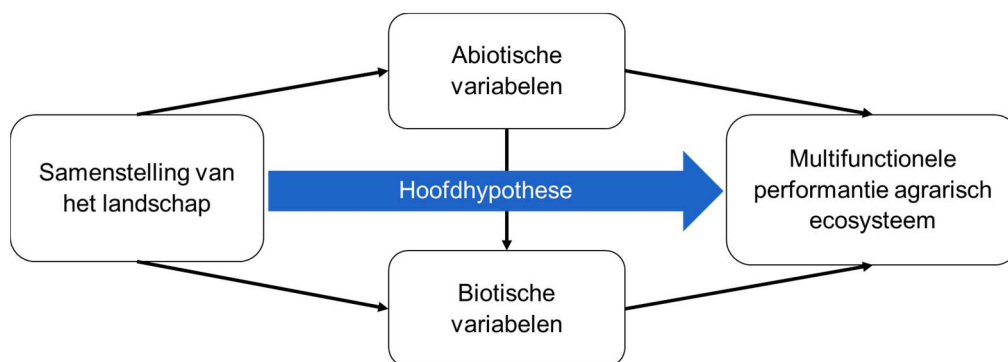 Abiotische
variabelen
Samenstelling van
het landschap
Hoofdhypothese
Multifunctionele
performantie agrarisch
ecosysteem
Biotische
variabelen